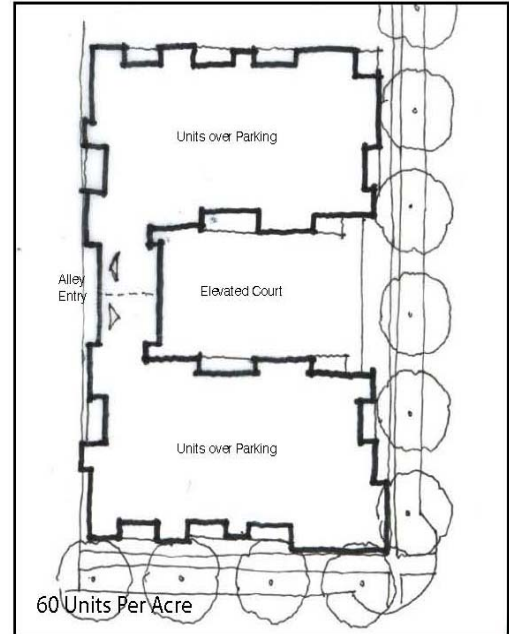 Units over Parking
Alley
Entry
Elevated Court
Units over Parking
60 Units Per Acre